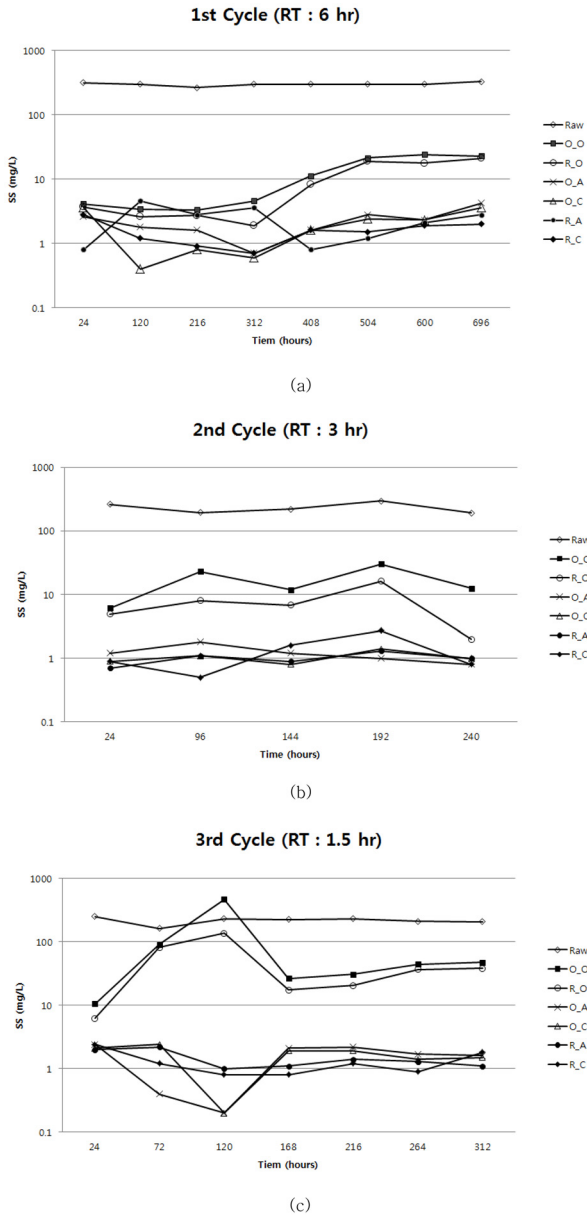 1st Cycle (RT : 6 hr)
1000
100
10
1
0.1
SS (mg/L)
24 120 216 312 408 504 600 696
Tiem (hours)
Raw
O_O
R_O
O_A
O_C
R_A
R_C
(a)
2nd Cycle (RT : 3 hr)
1000
100
10
1
0.1
SS (mg/L)
24 96 144 192 240
Time (hours)
Raw
O_O
R_O
O_A
O_C
R_A
R_C
(b)
3rd Cycle (RT : 1.5 hr)
1000
100
10
1
0.1
SS (mg/L)
24 72 120 168 216 264 312
Tiem (hours)
Raw
O_O
R_O
O_A
O_C
R_A
R_C
(c)